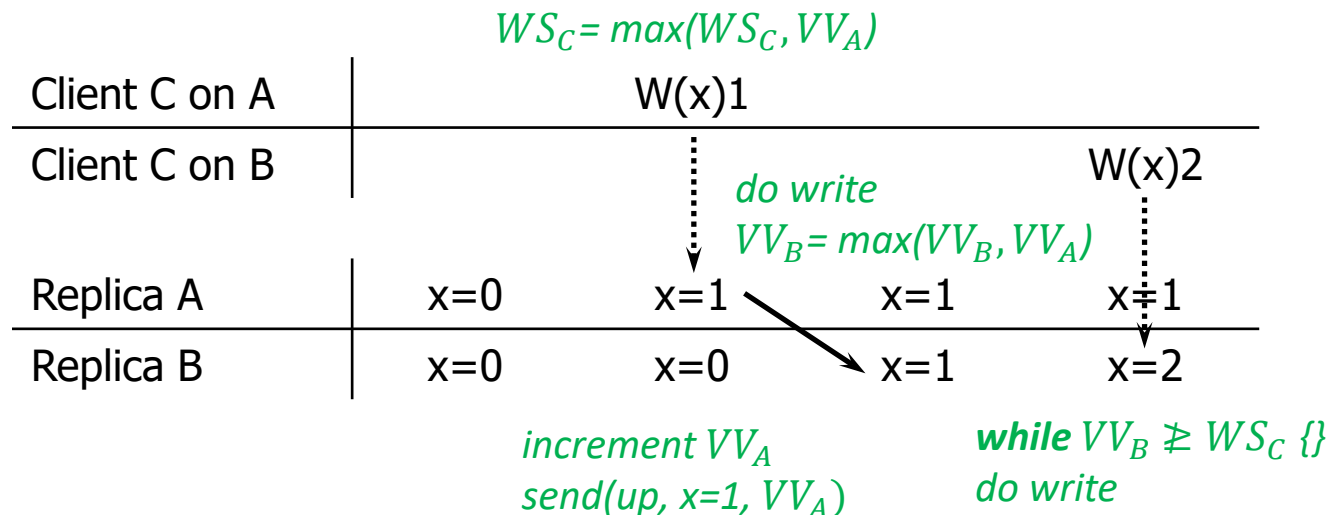 WS_C= max(WS_C, VV_A)
Client C on A W(x)1
Client C on B W(x)2
do write
VV_B= max(VV_B, VV_A)
Replica A x=0 x=1 x=1 x=1
Replica B x=0 x=0 x=1 x=2
increment VV_A
send(up, x=1, VV_A)
while VV_B ≱ WS_C {}
do write